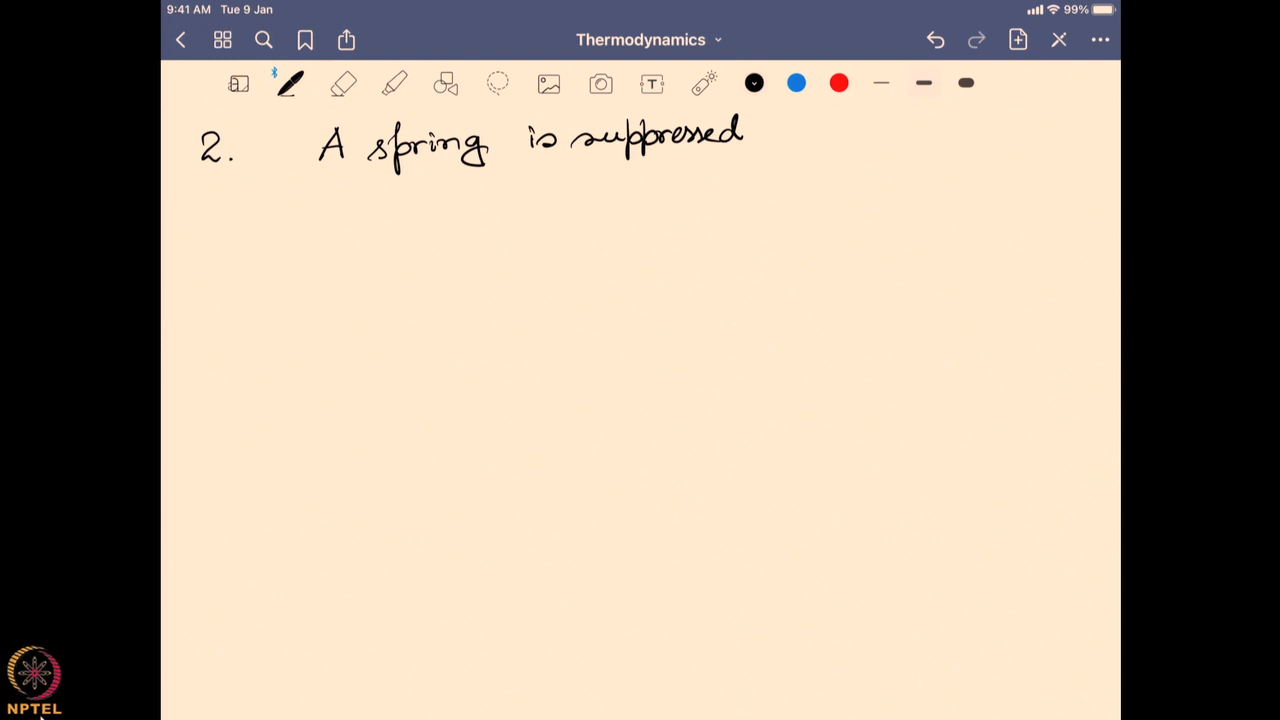 9:41 AM Tue 9 Jan 99%
Thermodynamics
T
2. A spring is suppressed
NPTEL